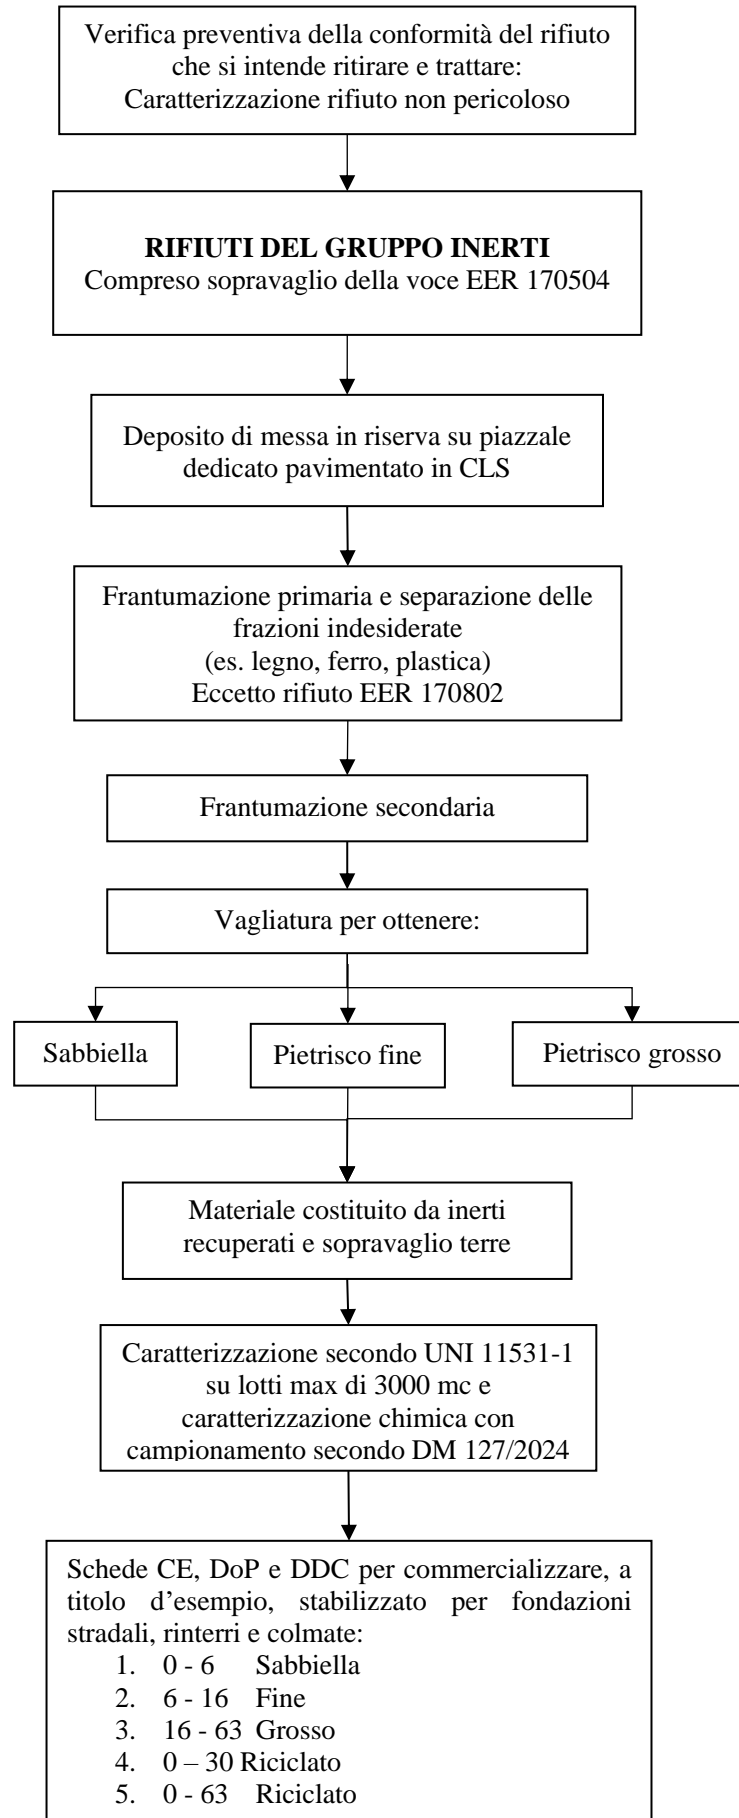 Verifica preventiva della conformità del rifiuto
che si intende ritirare e trattare:
Caratterizzazione rifiuto non pericoloso
RIFIUTI DEL GRUPPO INERTI
Compreso sopravaglio della voce EER 170504
Deposito di messa in riserva su piazzale
dedicato pavimentato in CLS
Frantumazione primaria e separazione delle
frazioni indesiderate
(es. legno, ferro, plastica)
Eccetto rifiuto EER 170802
Frantumazione secondaria
Vagliatura per ottenere:
Sabbiella
Pietrisco fine
Pietrisco grosso
Materiale costituito da inerti
recuperati e sopravaglio terre
Caratterizzazione secondo UNI 11531-1
su lotti max di 3000 mc e
caratterizzazione chimica con
campionamento secondo DM 127/2024
Schede CE, DoP e DDC per commercializzare, a
titolo d’esempio, stabilizzato per fondazioni
stradali, rinterri e colmate:
1. 0 - 6 Sabbiella
2. 6 - 16 Fine
3. 16 - 63 Grosso
4. 0 – 30 Riciclato
5. 0 - 63 Riciclato